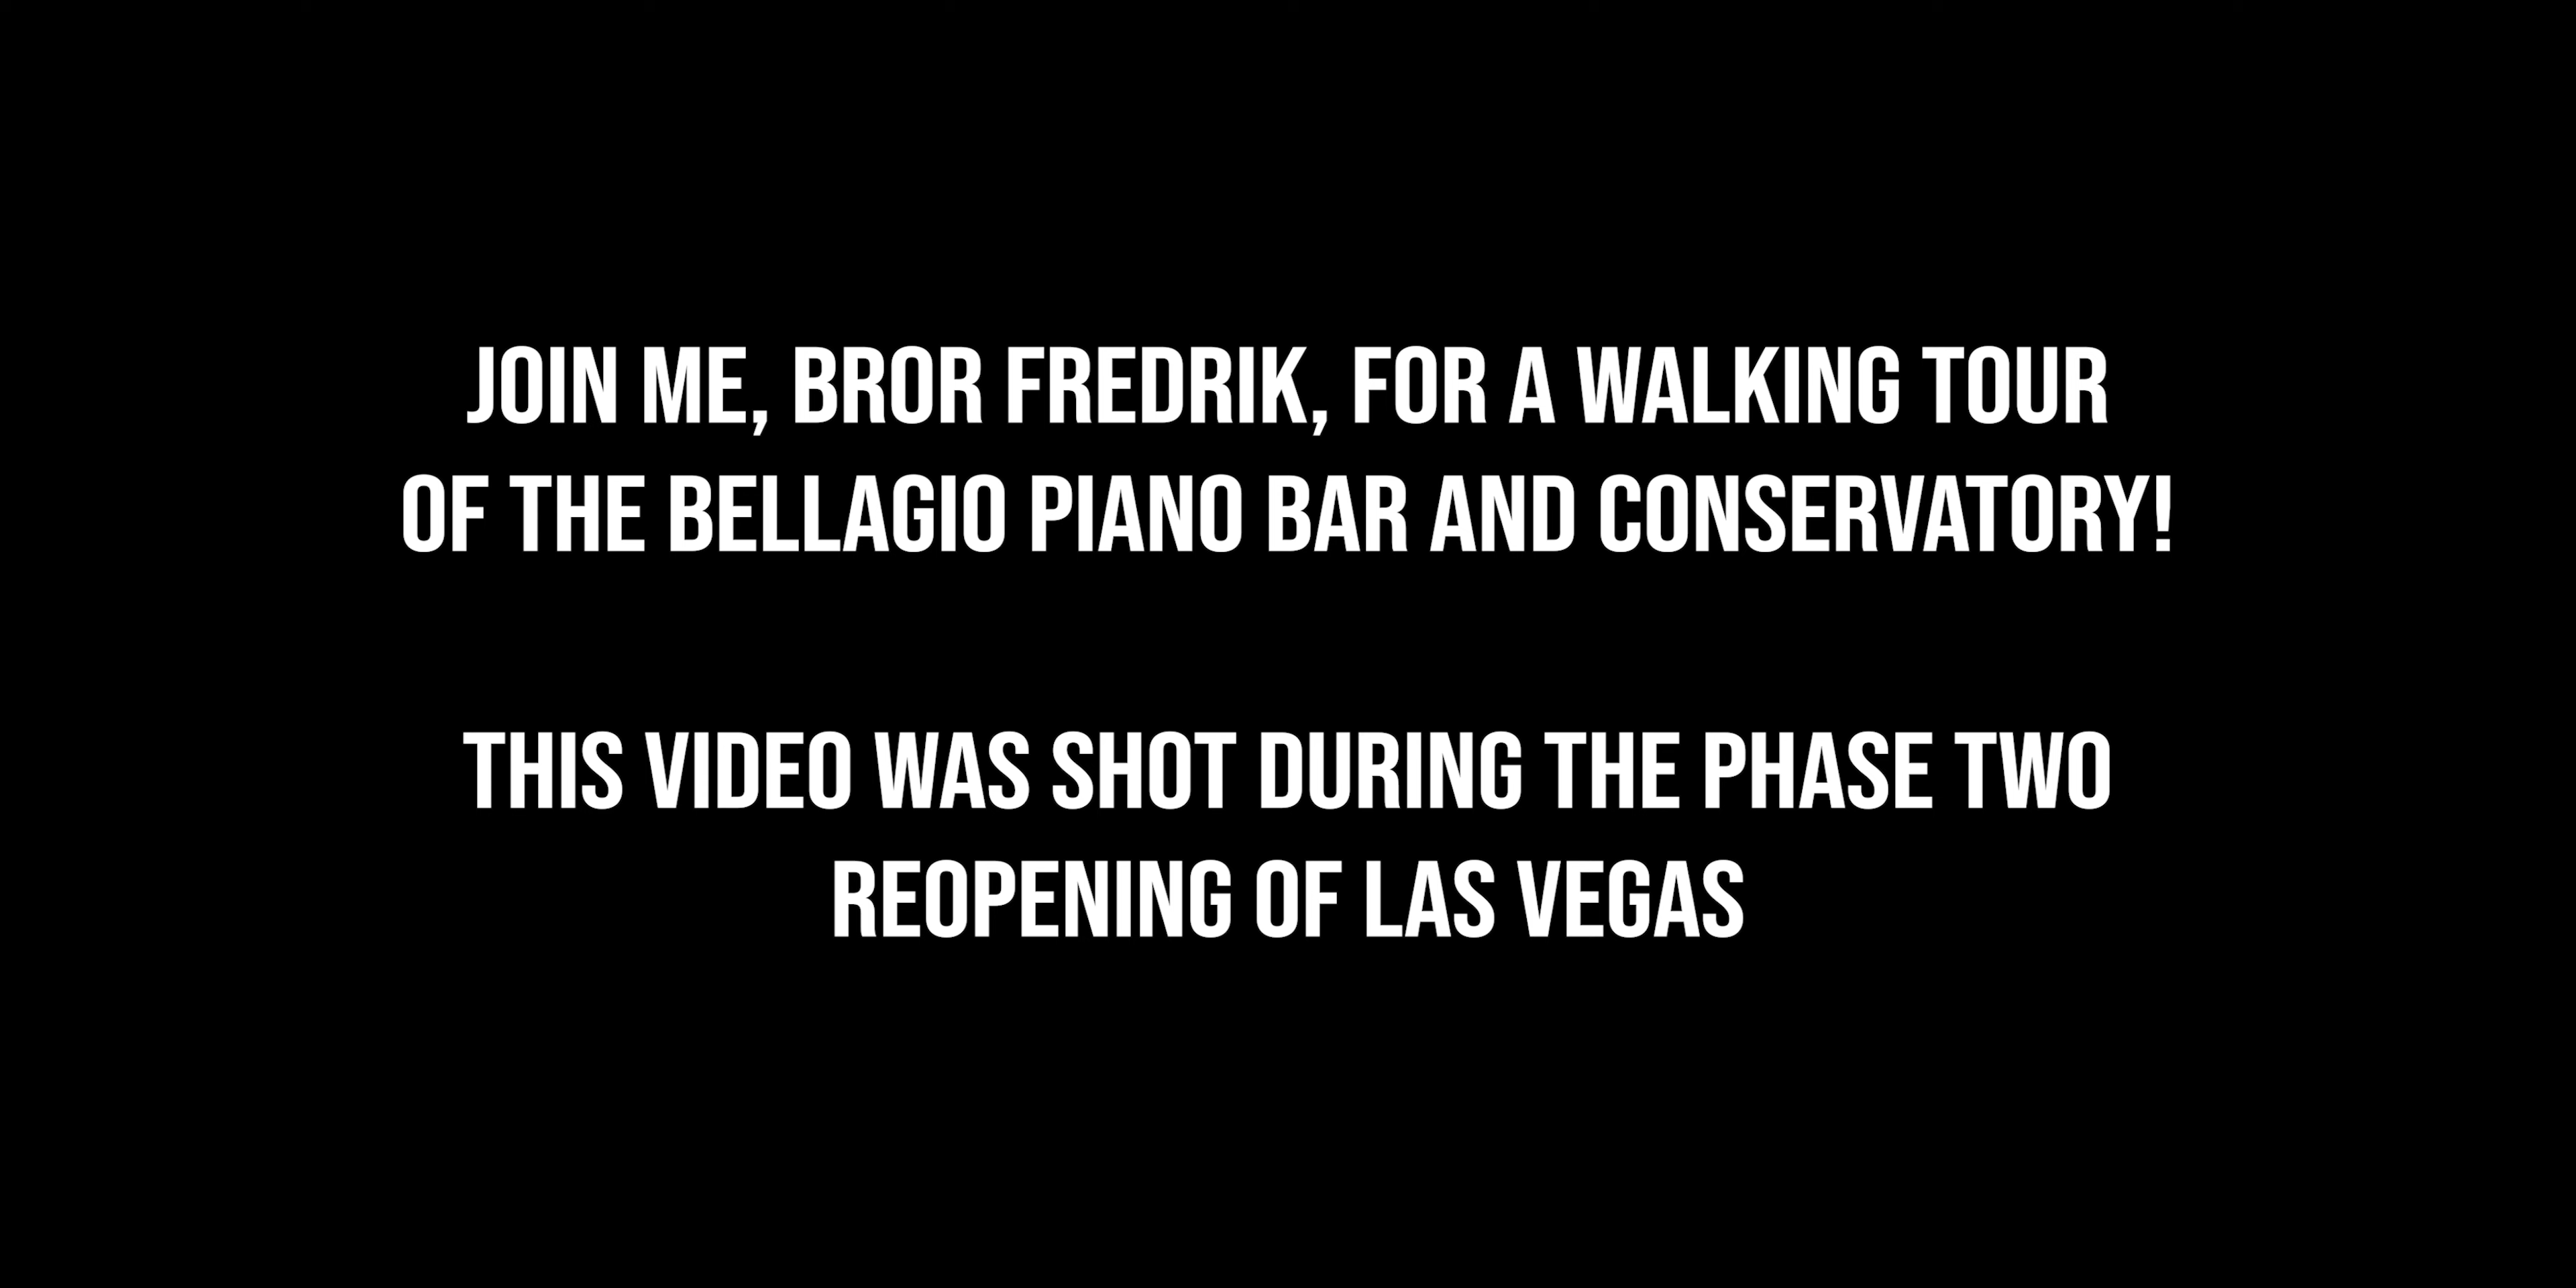 JOIN ME, BROR FREDRIK, FOR A WALKING TOUR
OF THE BELLAGIO PIANO BAR AND CONSERVATORY!
THIS VIDEO WAS SHOT DURING THE PHASE TWO
REOPENING OF LAS VEGAS